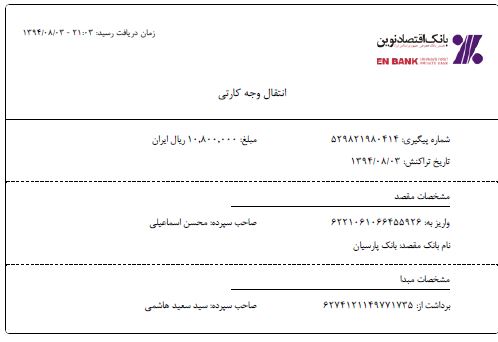 زمان دریافت رسید: ۲۱:۰۳ - ۱۳۹۴/۰۸/۰۳
بانک اقتصاد نوین
EN BANK
انتقال وجه کارتی
شماره پیگیری: ۵۲۹۸۲۱۹۸۰۴۱۴ مبلغ: ۱۰,۸۰۰,۰۰۰ ریال ایران
تاریخ تراکنش: ۱۳۹۴/۰۸/۰۳
مشخصات مقصد
واریز به: ۶۲۲۱۰۶۱۰۶۶۴۵۵۹۲۶ صاحب سپرده: محسن اسماعیلی
نام بانک مقصد: بانک پارسیان
مشخصات مبدا
برداشت از: ۶۲۷۴۱۲۱۱۴۹۷۷۱۷۳۵ صاحب سپرده: سید سعید هاشمی